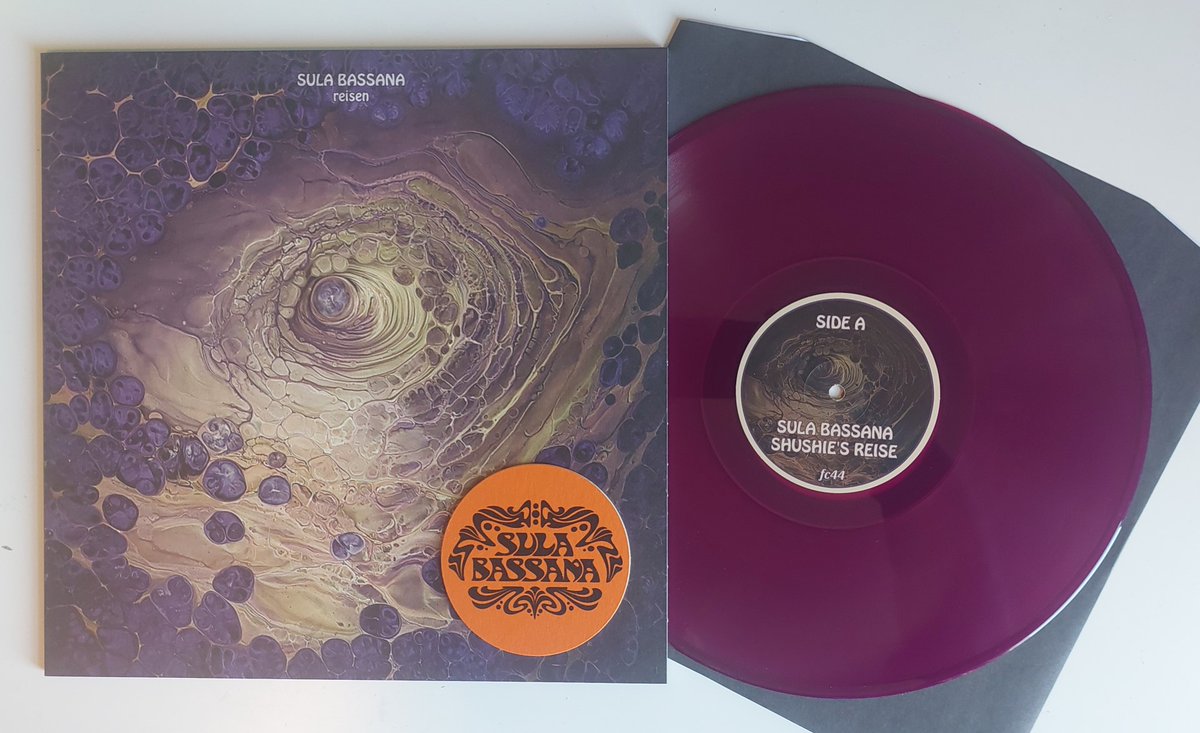 SULA BASSANA
reisen
SULA
BASSANA
SIDE A
SULA BASSANA
SHUSHIE'S REISE
fc44